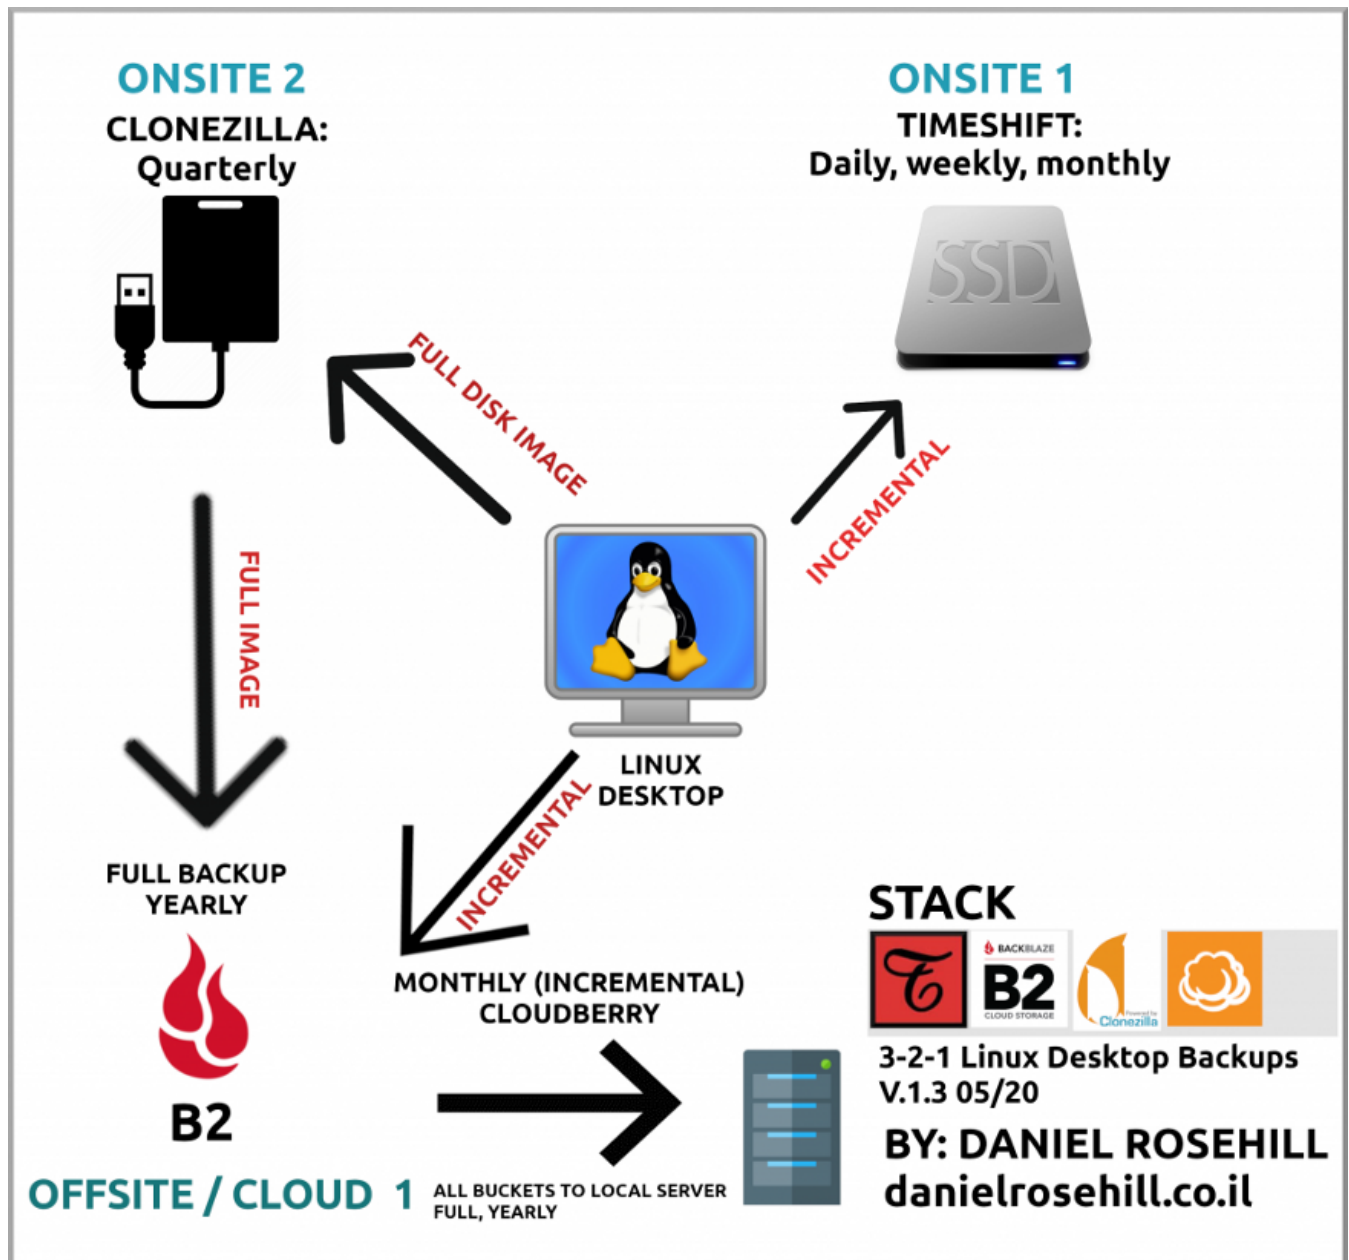 ONSITE 2
CLONEZILLA:
Quarterly
ONSITE 1
TIMESHIFT:
Daily, weekly, monthly
SSD
FULL DISK IMAGE
INCREMENTAL
FULL IMAGE
LINUX
DESKTOP
INCREMENTAL
FULL BACKUP
YEARLY
MONTHLY (INCREMENTAL)
CLOUDBERRY
B2
OFFSITE / CLOUD 1
ALL BUCKETS TO LOCAL SERVER
FULL, YEARLY
STACK
BACKBLAZE
B2
CLOUD STORAGE
Powered by
Clonezilla
3-2-1 Linux Desktop Backups
V.1.3 05/20
BY: DANIEL ROSEHILL
danielrosehill.co.il